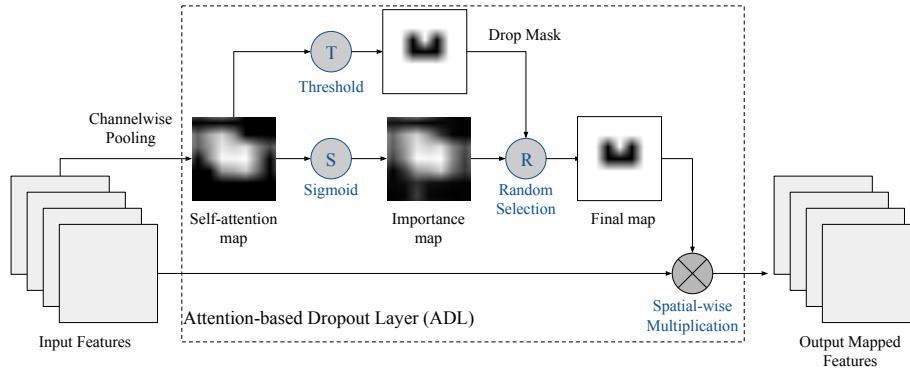 T
Drop Mask
Threshold
Channelwise
Pooling
S
R
Sigmoid
Random
Selection
Self-attention
map
Importance
map
Final map
Spatial-wise
Multiplication
Attention-based Dropout Layer (ADL)
Input Features
Output Mapped
Features